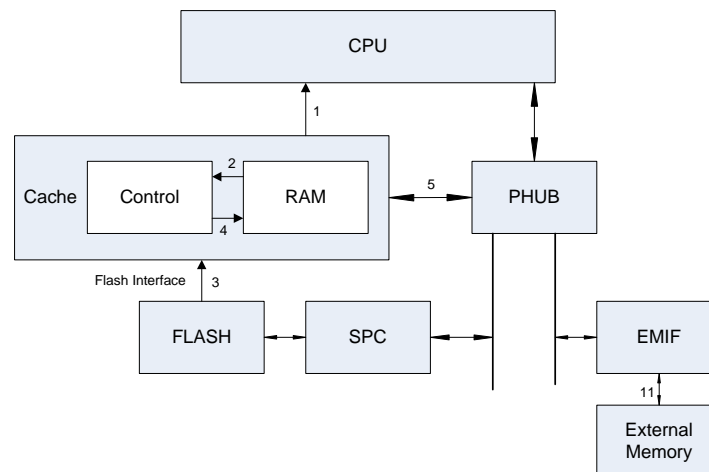 CPU
1
Cache
Control
2
4
RAM
5
PHUB
Flash Interface
3
FLASH
SPC
EMIF
11
External
Memory